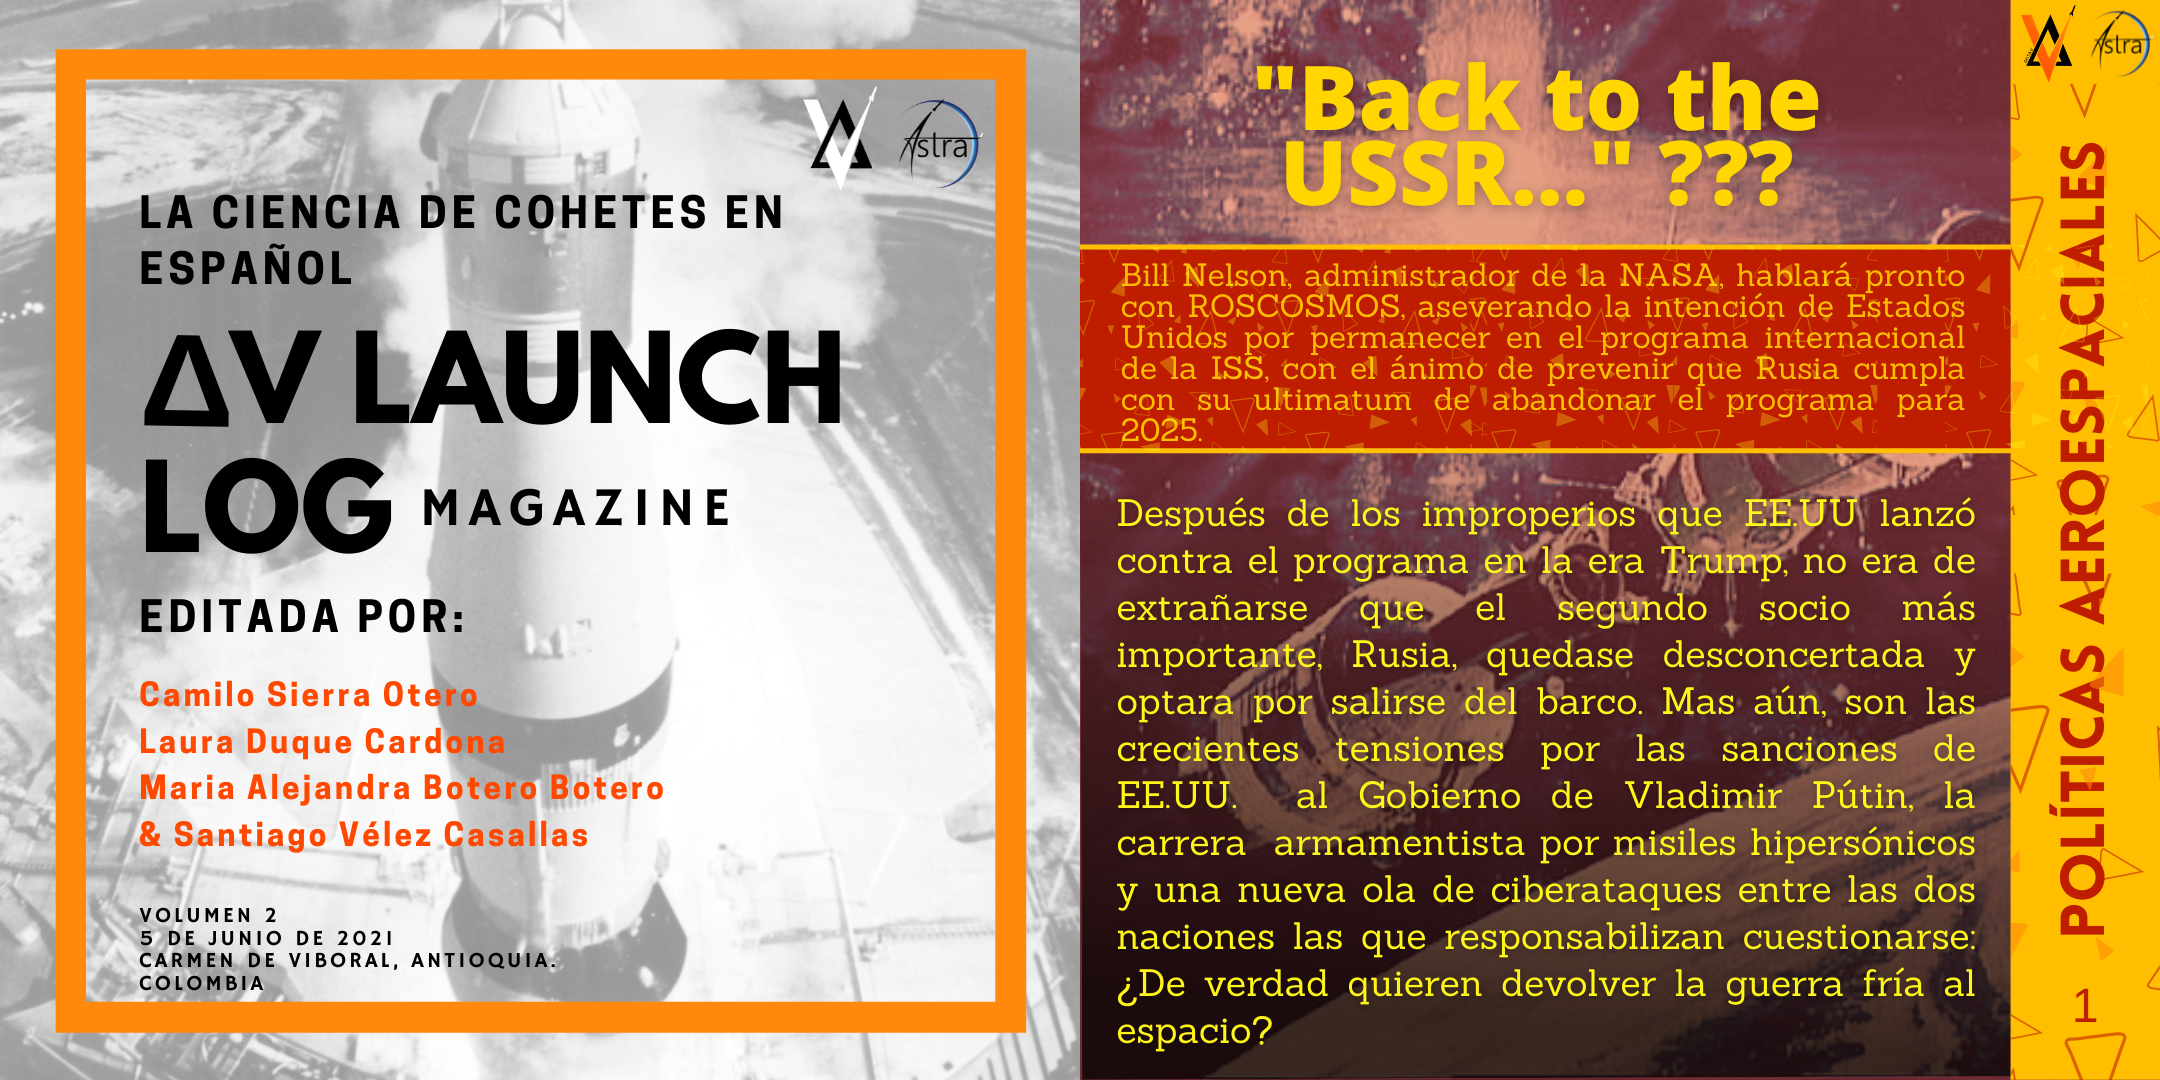 Astra
LA CIENCIA DE COHETES EN
ESPAÑOL
ΔV LAUNCH
LOG MAGAZINE
EDITADA POR:
Camilo Sierra Otero
Laura Duque Cardona
Maria Alejandra Botero Botero
& Santiago Vélez Casallas
VOLUMEN 2
5 DE JUNIO DE 2021
CARMEN DE VIBORAL, ANTIOQUIA.
COLOMBIA
"Back to the
USSR..." ???
Bill Nelson, administrador de la NASA, hablará pronto
con ROSCOSMOS, aseverando la intención de Estados
Unidos por permanecer en el programa internacional
de la ISS, con el ánimo de prevenir que Rusia cumpla
con su ultimatum de abandonar el programa para
2025.
Después de los improperios que EE.UU lanzó
contra el programa en la era Trump, no era de
extrañarse que el segundo socio más
importante, Rusia, quedase desconcertada y
optara por salirse del barco. Mas aún, son las
crecientes tensiones por las sanciones de
EE.UU. al Gobierno de Vladimir Pútin, la
carrera armamentista por misiles hipersónicos
y una nueva ola de ciberataques entre las dos
naciones las que responsabilizan cuestionarse:
¿De verdad quieren devolver la guerra fría al
espacio?
Astra
POLÍTICAS AEROESPACIALES
1